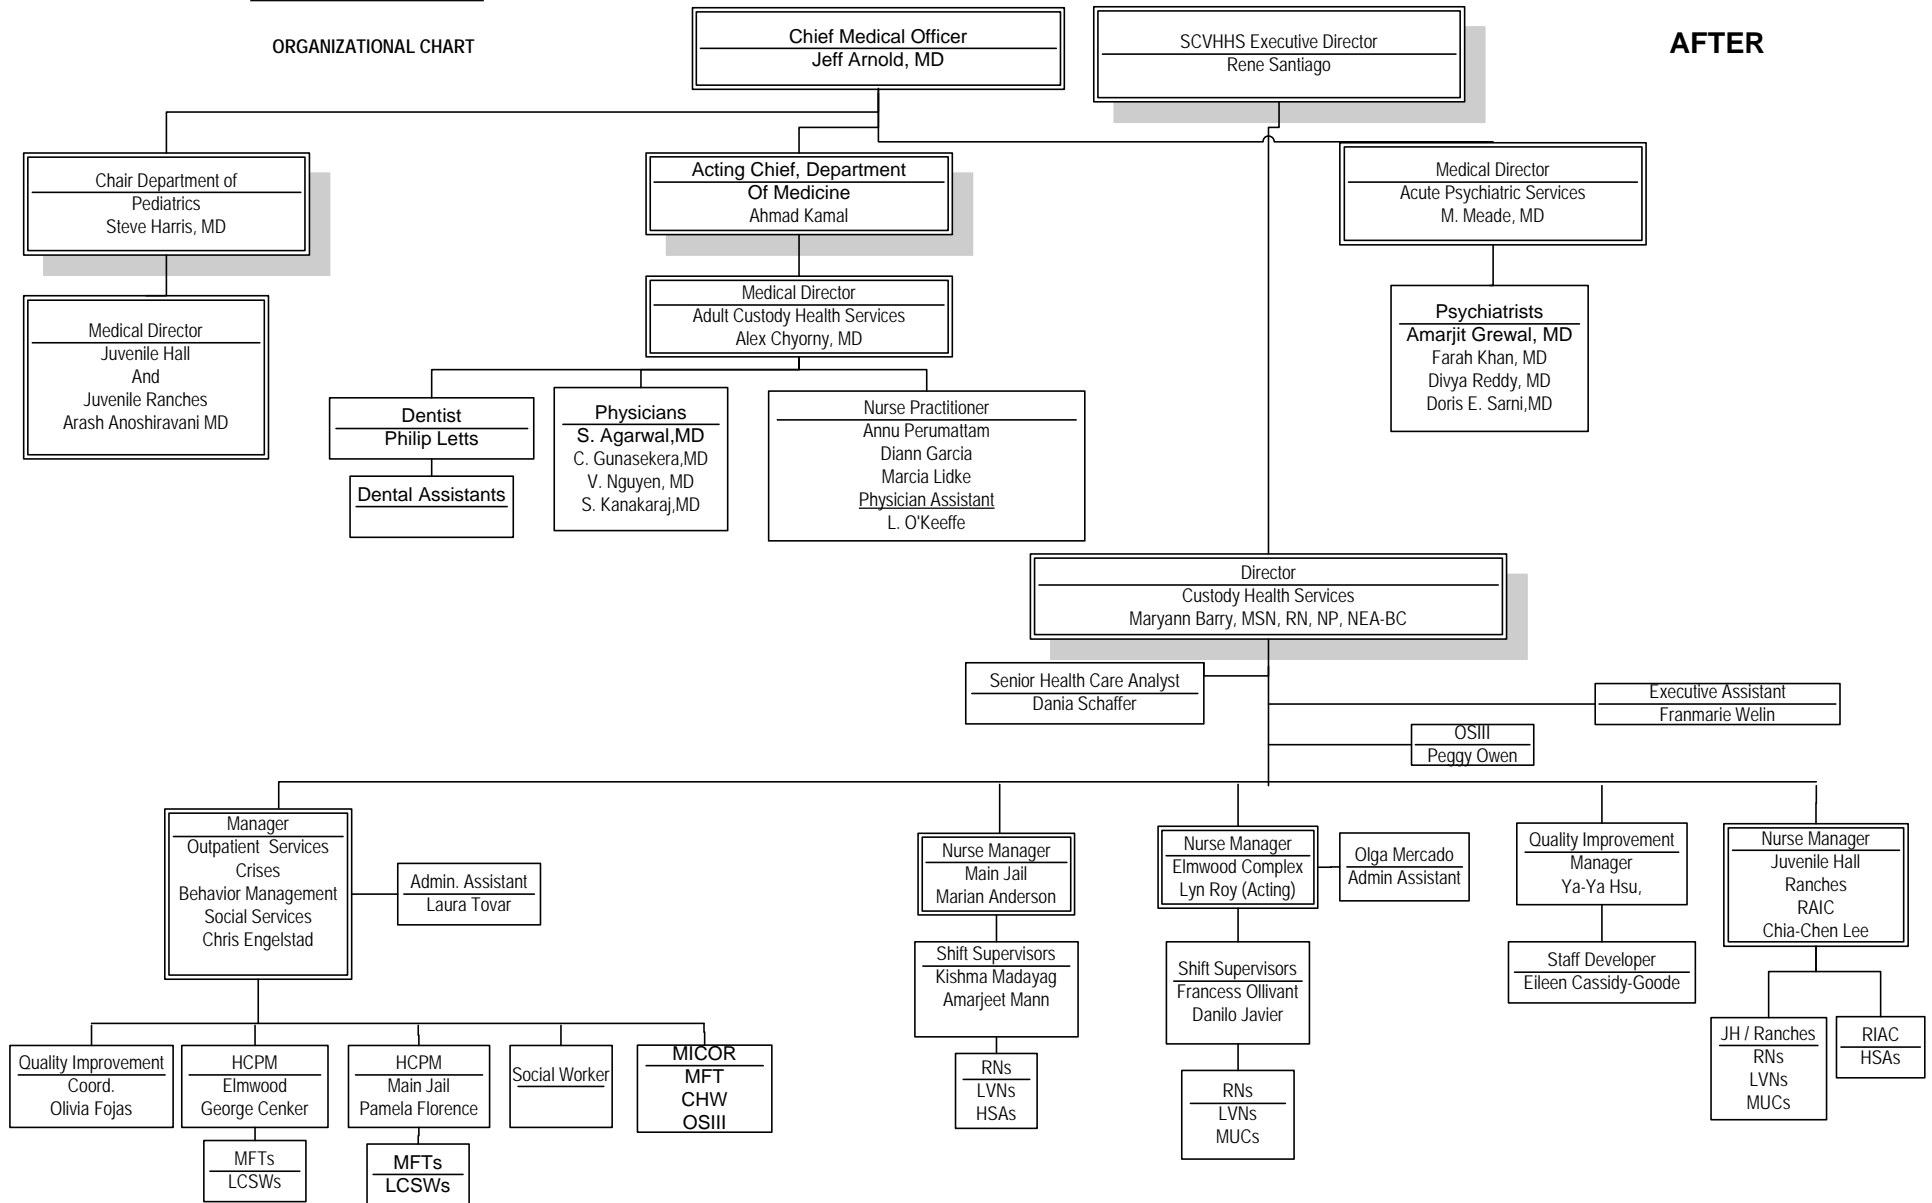 ORGANIZATIONAL CHART
AFTER
Chief Medical Officer
Jeff Arnold, MD
SCVHHS Executive Director
Rene Santiago
Chair Department of
Pediatrics
Steve Harris, MD
Acting Chief, Department
Of Medicine
Ahmad Kamal
Medical Director
Acute Psychiatric Services
M. Meade, MD
Medical Director
Juvenile Hall
And
Juvenile Ranches
Arash Anoshiravani MD
Medical Director
Adult Custody Health Services
Alex Chyorny, MD
Psychiatrists
Amarjit Grewal, MD
Farah Khan, MD
Divya Reddy, MD
Doris E. Sarni,MD
Dentist
Philip Letts
Dental Assistants
Physicians
S. Agarwal,MD
C. Gunasekera,MD
V. Nguyen, MD
S. Kanakaraj,MD
Nurse Practitioner
Annu Perumattam
Diann Garcia
Marcia Lidke
Physician Assistant
L. O'Keeffe
Director
Custody Health Services
Maryann Barry, MSN, RN, NP, NEA-BC
Senior Health Care Analyst
Dania Schaffer
Executive Assistant
Franmarie Welin
OSIII
Peggy Owen
Manager
Outpatient Services
Crises
Behavior Management
Social Services
Chris Engelstad
Admin. Assistant
Laura Tovar
Nurse Manager
Main Jail
Marian Anderson
Nurse Manager
Elmwood Complex
Lyn Roy (Acting)
Olga Mercado
Admin Assistant
Quality Improvement
Manager
Ya-Ya Hsu,
Nurse Manager
Juvenile Hall
Ranches
RAIC
Chia-Chen Lee
Shift Supervisors
Kishma Madayag
Amarjeet Mann
Shift Supervisors
Francess Ollivant
Danilo Javier
Staff Developer
Eileen Cassidy-Goode
Quality Improvement
Coord.
Olivia Fojas
HCPM
Elmwood
George Cenker
HCPM
Main Jail
Pamela Florence
Social Worker
MICOR
MFT
CHW
OSIII
RNs
LVNs
HSAs
RNs
LVNs
MUCs
JH / Ranches
RNs
LVNs
MUCs
RIAC
HSAs
MFTs
LCSWs
MFTs
LCSWs